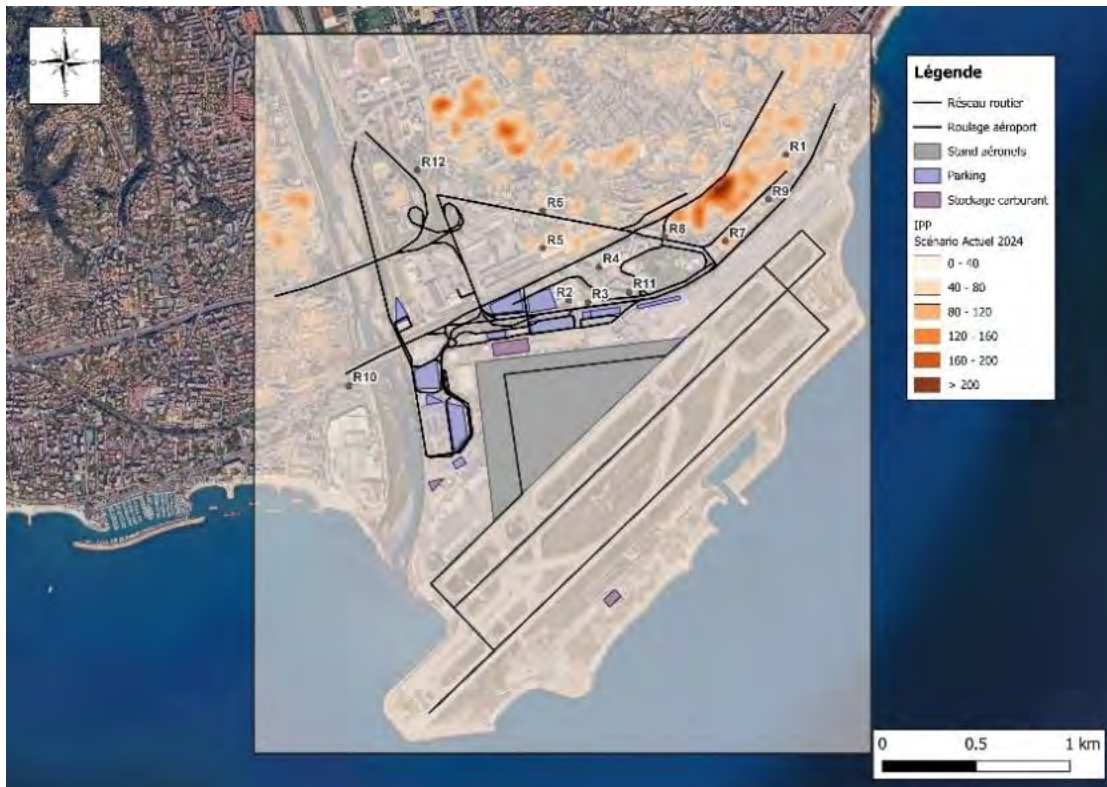 N
O
E
S
Légende
Réseau routier
Roulage aéroport
Stand aéronefs
Parking
Stockage carburant
IPP
Scénario Actuel 2024
0 - 40
40 - 80
80 - 120
120 - 160
160 - 200
> 200
R1
R12
R9
R6
R8
R7
R5
R4
R11
R2
R3
R10
0 0.5 1 km